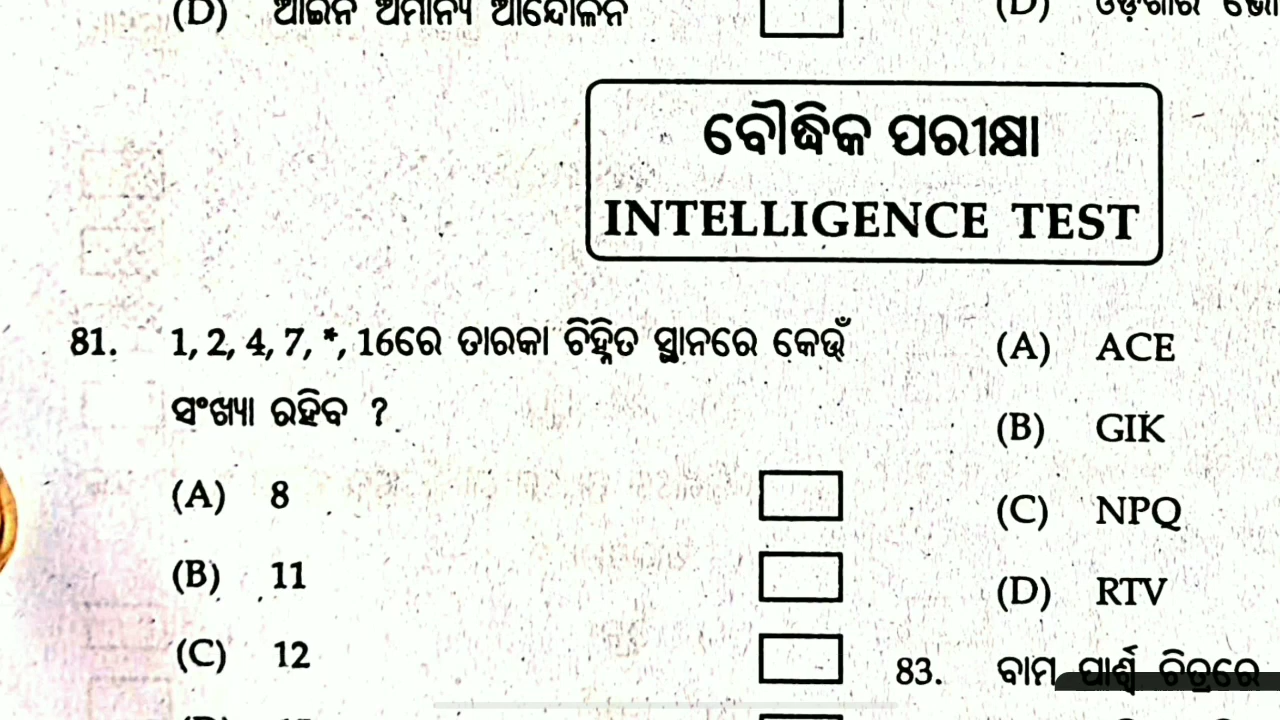 (D) ଆଇନ ଅମାନ୍ୟ ଆନ୍ଦୋଳନ
(D)
ବୌଦ୍ଧିକ ପରୀକ୍ଷା
INTELLIGENCE TEST
81. 1, 2, 4, 7, *, 16ରେ ତାରକା ଚିହ୍ନିତ ସ୍ଥାନରେ କେଉଁ
ସଂଖ୍ୟା ରହିବ ?
(A) 8
(B) 11
(C) 12
(A) ACE
(B) GIK
(C) NPQ
(D) RTV
83. ବାମ ପାର୍ଶ୍ୱ ଚିତ୍ରରେ